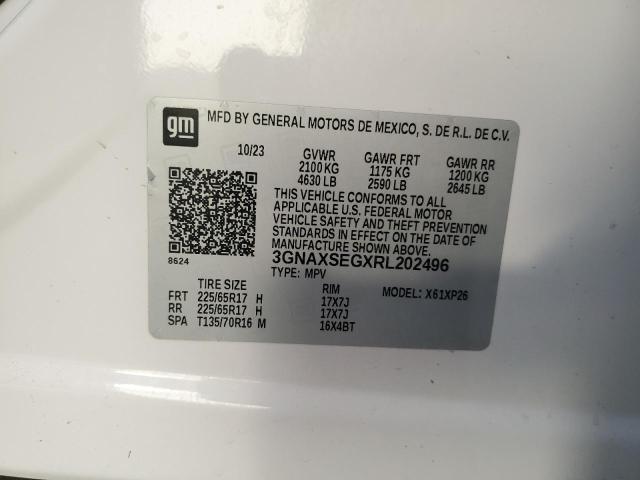 gm
MFD BY GENERAL MOTORS DE MEXICO, S. DE R.L. DE C.V.
10/23 GVWR GAWR FRT GAWR RR
2100 KG 1175 KG 1200 KG
4630 LB 2590 LB 2645 LB
THIS VEHICLE CONFORMS TO ALL
APPLICABLE U.S. FEDERAL MOTOR
VEHICLE SAFETY AND THEFT PREVENTION
STANDARDS IN EFFECT ON THE DATE OF
MANUFACTURE SHOWN ABOVE.
8624
3GNAXSEGXRL202496
TYPE: MPV
TIRE SIZE RIM MODEL: X61XP26
FRT 225/65R17 H 17X7J
RR 225/65R17 H 17X7J
SPA T135/70R16 M 16X4BT